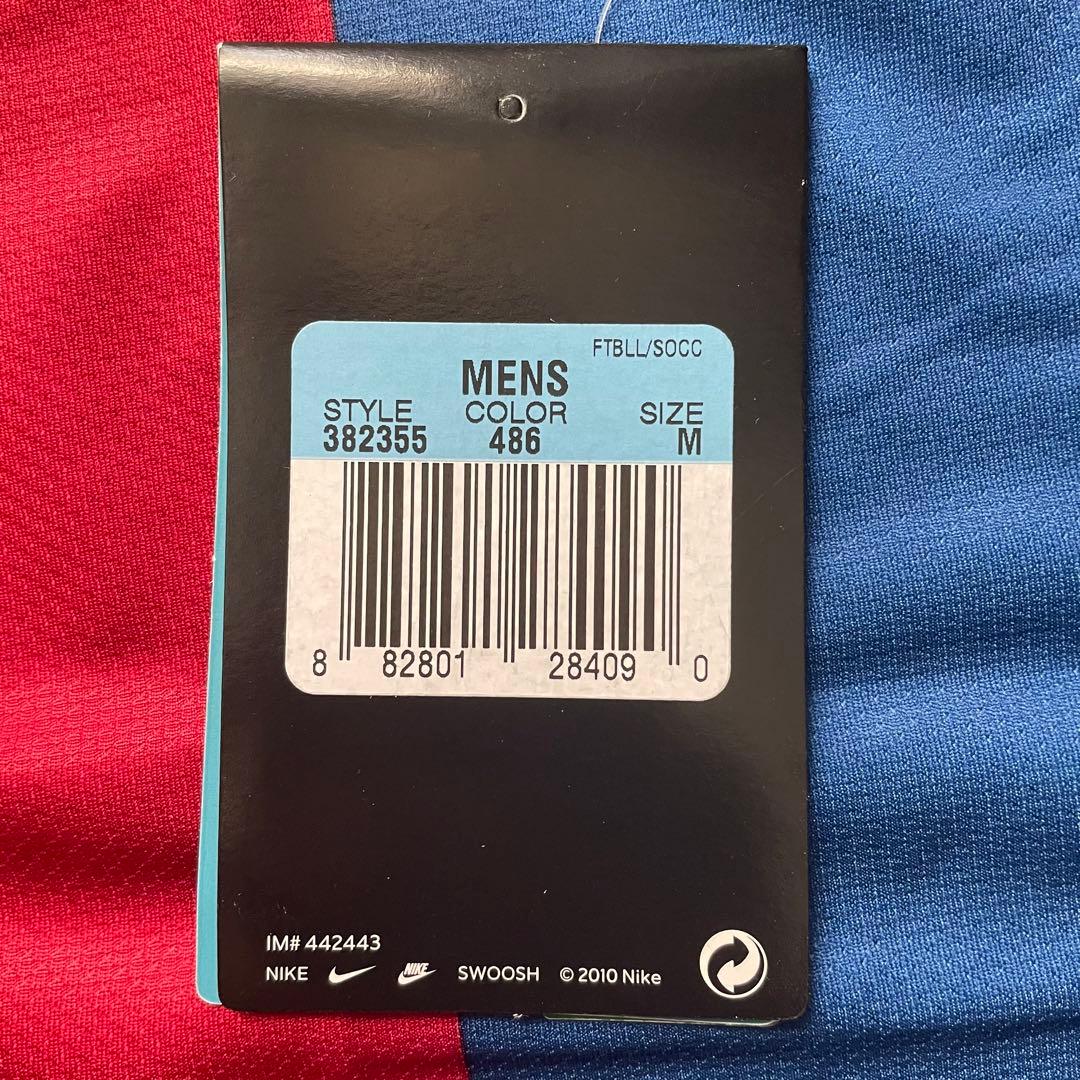 FTBLL/SOCC
MENS
STYLE COLOR SIZE
382355 486 M
8 82801 28409 0
IM# 442443
NIKE NIKE SWOOSH © 2010 Nike